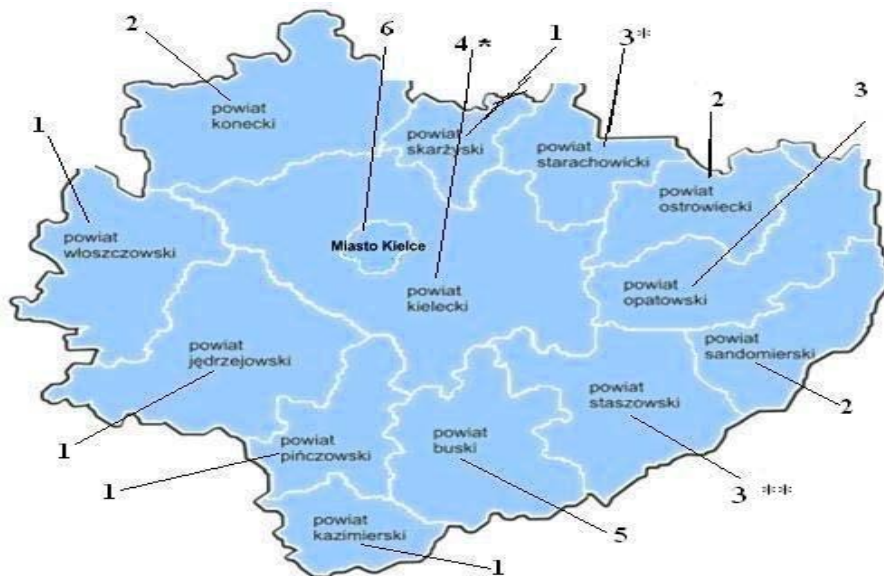 2
6
4 *
1
3*
2
3
1
powiat
konecki
powiat
skarżyski
powiat
starachowicki
powiat
ostrowiecki
powiat
włoszczowski
Miasto Kielce
powiat
kielecki
powiat
opatowski
powiat
jędrzejowski
powiat
sandomierski
powiat
staszowski
2
1
powiat
pińczowski
powiat
buski
1
3 **
powiat
kazimierski
5
1